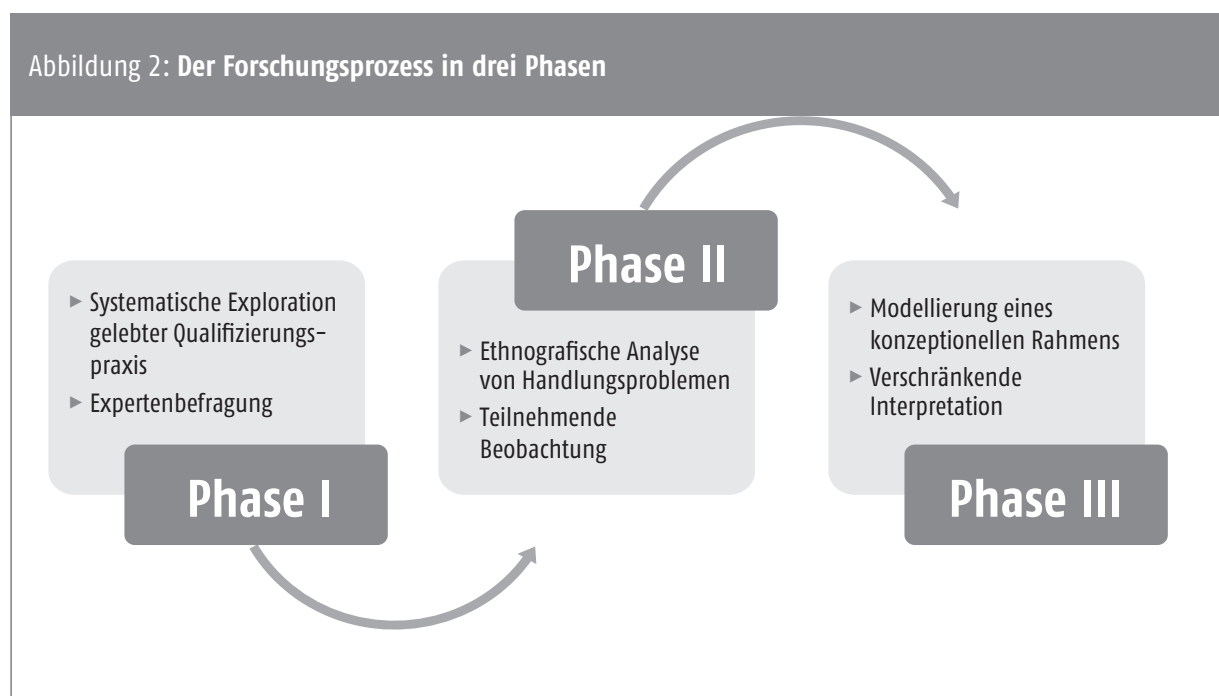 Abbildung 2: Der Forschungsprozess in drei Phasen
▸ Systematische Exploration
gelebter Qualifizierungs–
praxis
▸ Expertenbefragung
Phase I
Phase II
▸ Ethnografische Analyse
von Handlungsproblemen
▸ Teilnehmende
Beobachtung
▸ Modellierung eines
konzeptionellen Rahmens
▸ Verschränkende
Interpretation
Phase III